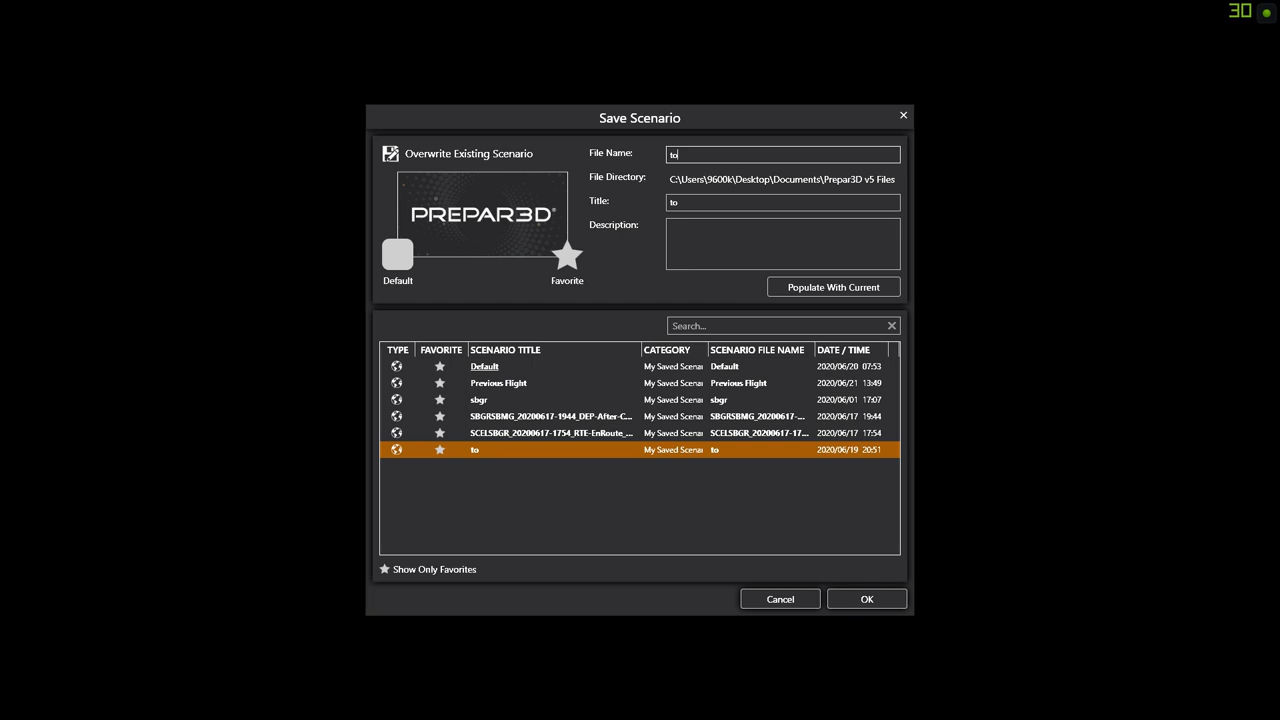 30
Save Scenario
Overwrite Existing Scenario
File Name:
to
File Directory:
C:\Users\9600k\Desktop\Documents\Prepar3D v5 Files
PREPAR3D®
Title:
to
Description:
Default
Favorite
Populate With Current
Search...
TYPE FAVORITE SCENARIO TITLE CATEGORY SCENARIO FILE NAME DATE / TIME
Default My Saved Scenar Default 2020/06/20 07:53
Previous Flight My Saved Scenar Previous Flight 2020/06/21 13:49
sbgr My Saved Scenar sbgr 2020/06/01 17:07
SBGRSBMG_20200617-1944_DEP-After-C... My Saved Scenar SBGRSBMG_20200617-... 2020/06/17 19:44
SCELSBGR_20200617-1754_RTE-EnRoute_... My Saved Scenar SCELSBGR_20200617-17... 2020/06/17 17:54
to My Saved Scenar to 2020/06/19 20:51
Show Only Favorites
Cancel
OK